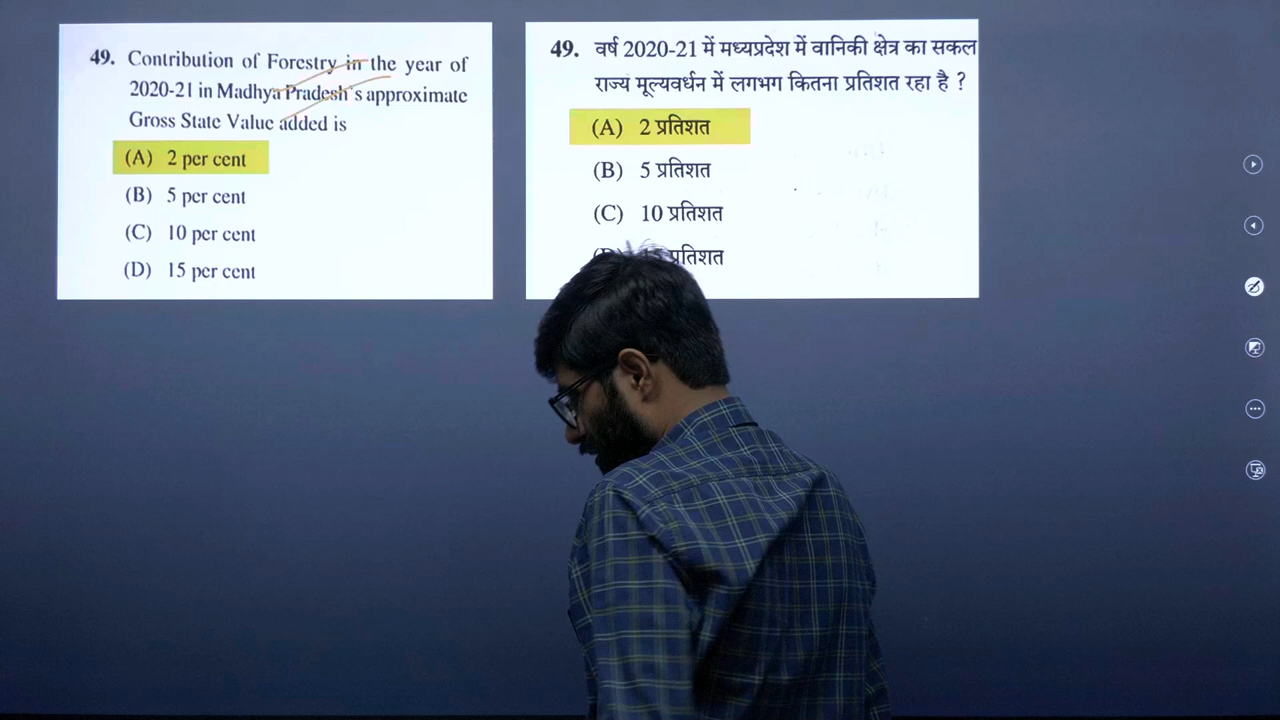 49. Contribution of Forestry in the year of
2020-21 in Madhya Pradesh's approximate
Gross State Value added is
(A) 2 per cent
(B) 5 per cent
(C) 10 per cent
(D) 15 per cent
49. वर्ष 2020-21 में मध्यप्रदेश में वानिकी क्षेत्र का सकल
राज्य मूल्यवर्धन में लगभग कितना प्रतिशत रहा है ?
(A) 2 प्रतिशत
(B) 5 प्रतिशत
(C) 10 प्रतिशत
(D) 15 प्रतिशत